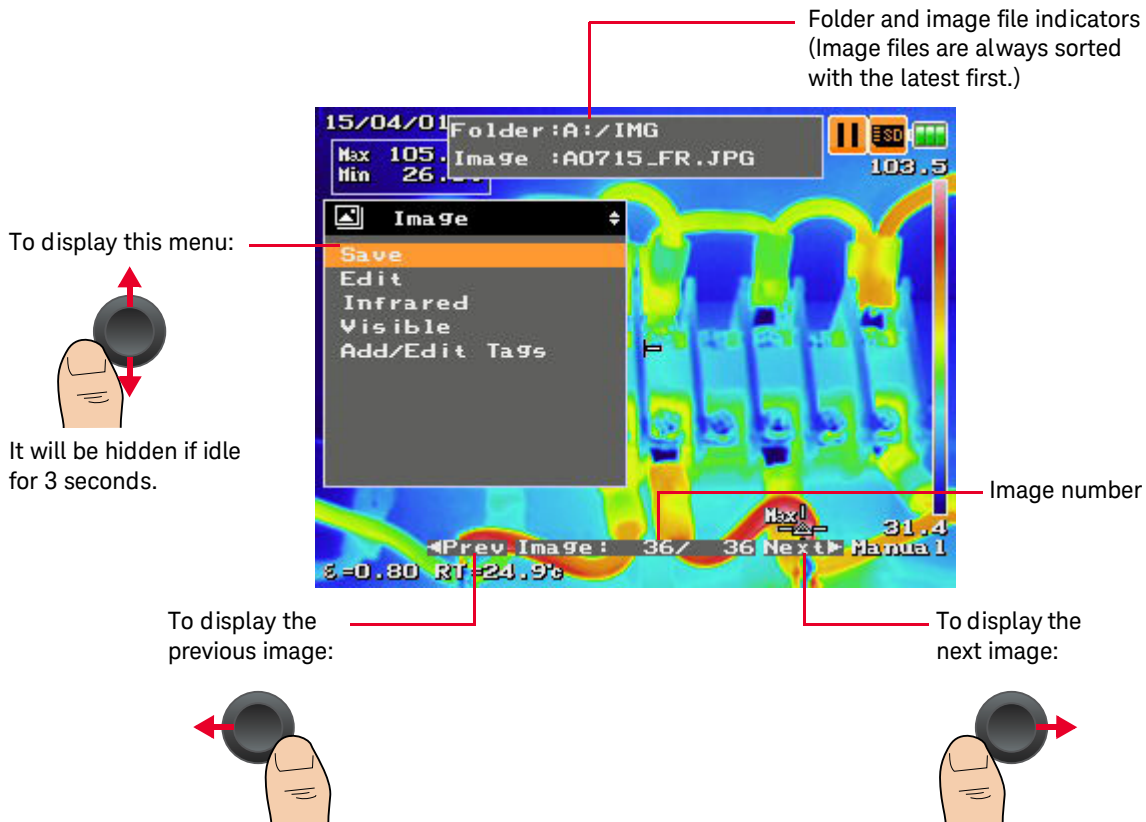 Folder and image file indicators
(Image files are always sorted
with the latest first.)
15/04/01
Folder:A:/IMG
Image :A0715_FR.JPG
SD
Max 105.
Min 26.
103.5
Image
Save
Edit
Infrared
Visible
Add/Edit Tags
To display this menu:
It will be hidden if idle
for 3 seconds.
Image number
Max
31.4
◀Prev Image: 36/ 36 Next▶ Manual
ε=0.80 RT=24.9℃
To display the
previous image:
To display the
next image: